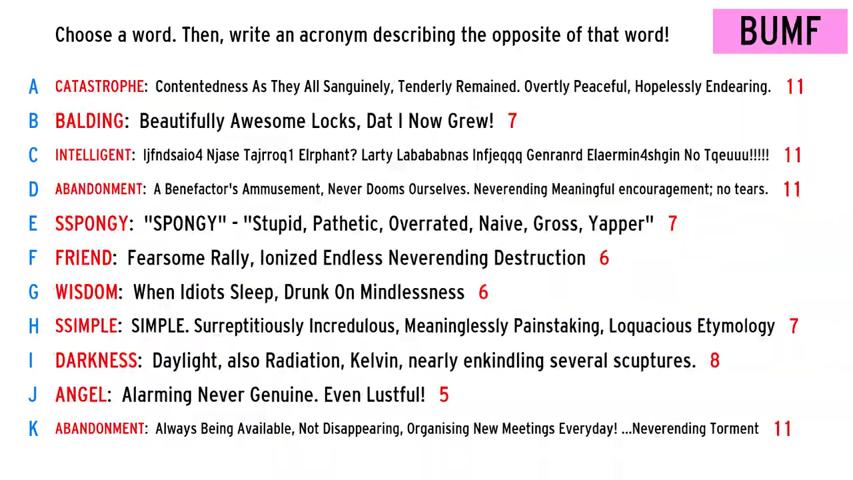 Choose a word. Then, write an acronym describing the opposite of that word!
BUMF
A CATASTROPHE: Contentedness As They All Sanguinely, Tenderly Remained. Overtly Peaceful, Hopelessly Endearing. 11
B BALDING: Beautifully Awesome Locks, Dat I Now Grew! 7
C INTELLIGENT: Ijfndsaio4 Njase Tajrroq1 Elrphant? Larty Labababnas Infjeqqq Genranrd Elaermin4shgin No Tqeuuu!!!!! 11
D ABANDONMENT: A Benefactor's Ammusement, Never Dooms Ourselves. Neverending Meaningful encouragement; no tears. 11
E SSPONGY: "SPONGY" - "Stupid, Pathetic, Overrated, Naive, Gross, Yapper" 7
F FRIEND: Fearsome Rally, Ionized Endless Neverending Destruction 6
G WISDOM: When Idiots Sleep, Drunk On Mindlessness 6
H SSIMPLE: SIMPLE. Surreptitiously Incredulous, Meaninglessly Painstaking, Loquacious Etymology 7
I DARKNESS: Daylight, also Radiation, Kelvin, nearly enkindling several scuptures. 8
J ANGEL: Alarming Never Genuine. Even Lustful! 5
K ABANDONMENT: Always Being Available, Not Disappearing, Organising New Meetings Everyday! ...Neverending Torment 11